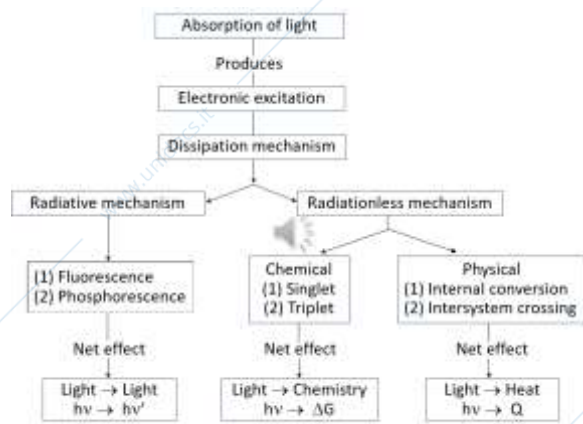 Absorption of light
Produces
Electronic excitation
Dissipation mechanism
Radiative mechanism
Radiationless mechanism
(1) Fluorescence
(2) Phosphorescence
Chemical
(1) Singlet
(2) Triplet
Physical
(1) Internal conversion
(2) Intersystem crossing
Net effect
Net effect
Net effect
Light → Light
hν → hν'
Light → Chemistry
hν → ΔG
Light → Heat
hν → Q